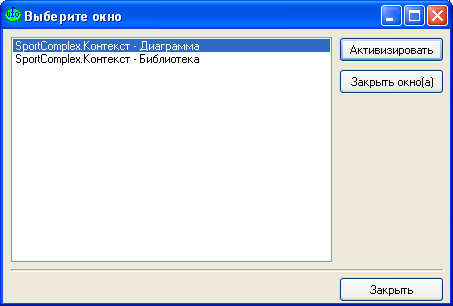 Выберите окно
SportComplex.Контекст - Диаграмма
SportComplex.Контекст - Библиотека
Активизировать
Закрыть окно(а)
Закрыть